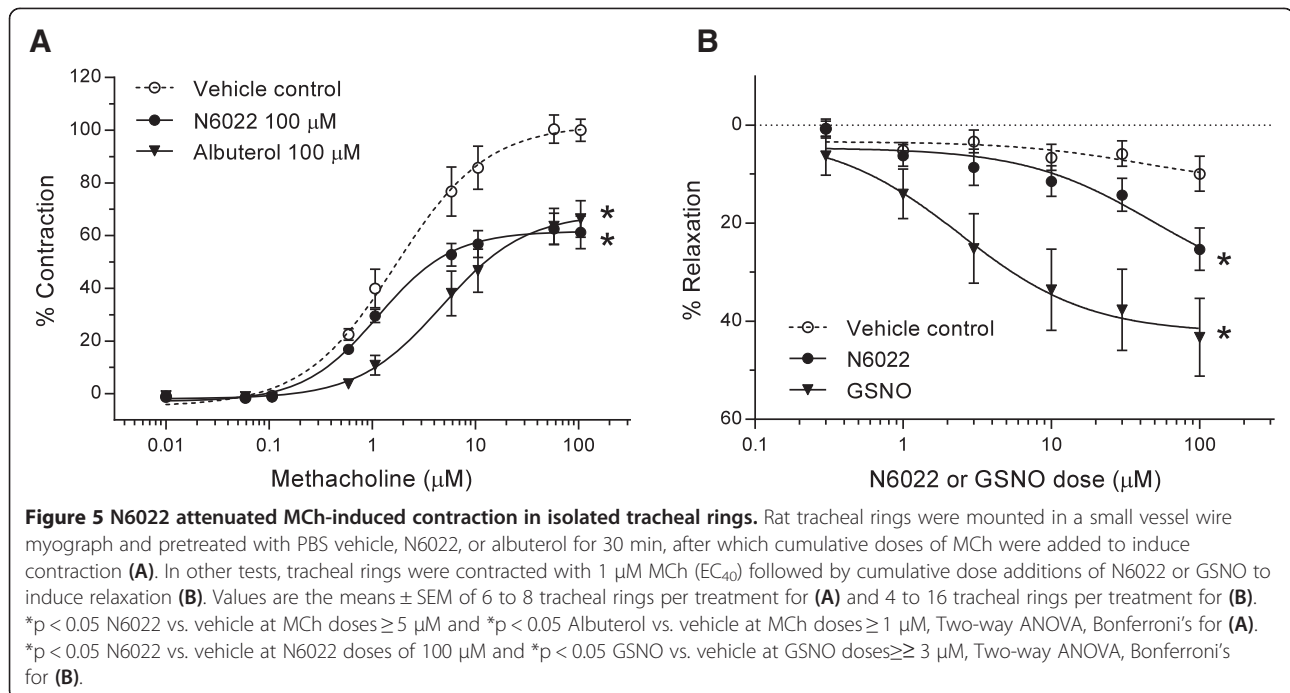 A
120
100
80
60
40
20
0
% Contraction
Vehicle control
N6022 100 μM
Albuterol 100 μM
*
*
0.01 0.1 1 10 100
Methacholine (μM)
B
0
20
40
60
% Relaxation
Vehicle control
N6022
GSNO
*
*
0.1 1 10 100
N6022 or GSNO dose (μM)
Figure 5 N6022 attenuated MCh-induced contraction in isolated tracheal rings. Rat tracheal rings were mounted in a small vessel wire
myograph and pretreated with PBS vehicle, N6022, or albuterol for 30 min, after which cumulative doses of MCh were added to induce
contraction (A). In other tests, tracheal rings were contracted with 1 μM MCh (EC₄₀) followed by cumulative dose additions of N6022 or GSNO to
induce relaxation (B). Values are the means ± SEM of 6 to 8 tracheal rings per treatment for (A) and 4 to 16 tracheal rings per treatment for (B).
*p < 0.05 N6022 vs. vehicle at MCh doses ≥ 5 μM and *p < 0.05 Albuterol vs. vehicle at MCh doses ≥ 1 μM, Two-way ANOVA, Bonferroni's for (A).
*p < 0.05 N6022 vs. vehicle at N6022 doses of 100 μM and *p < 0.05 GSNO vs. vehicle at GSNO doses≥≥ 3 μM, Two-way ANOVA, Bonferroni's
for (B).